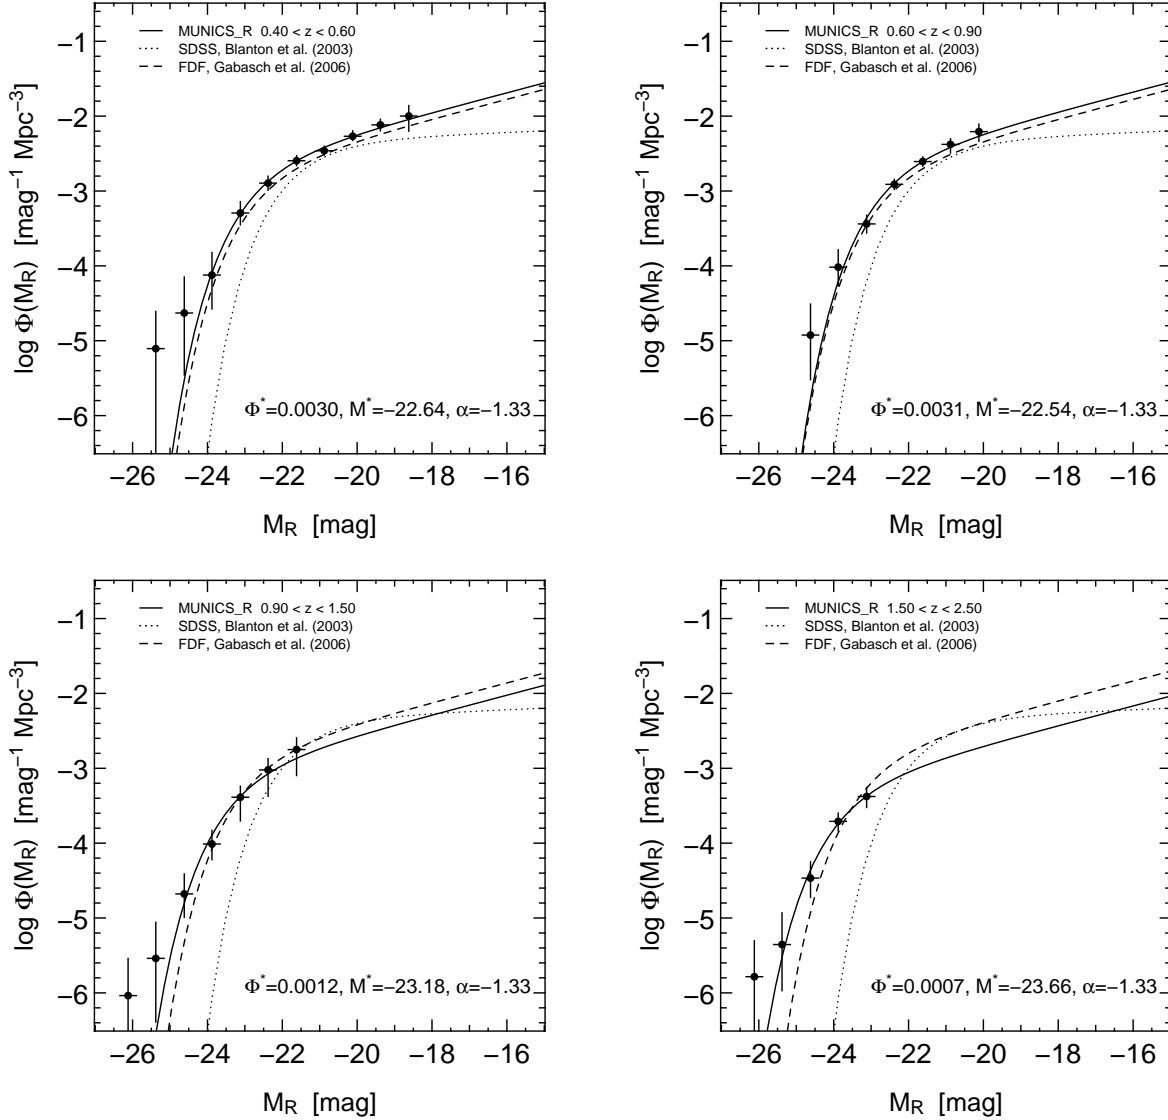 MUNICS_R 0.40 < z < 0.60
SDSS, Blanton et al. (2003)
FDF, Gabasch et al. (2006)
−1
−2
−3
−4
−5
−6
log Φ(M_R) [mag⁻¹ Mpc⁻³]
Φ*=0.0030, M*=−22.64, α=−1.33
−26 −24 −22 −20 −18 −16
M_R [mag]
MUNICS_R 0.60 < z < 0.90
SDSS, Blanton et al. (2003)
FDF, Gabasch et al. (2006)
−1
−2
−3
−4
−5
−6
log Φ(M_R) [mag⁻¹ Mpc⁻³]
Φ*=0.0031, M*=−22.54, α=−1.33
−26 −24 −22 −20 −18 −16
M_R [mag]
MUNICS_R 0.90 < z < 1.50
SDSS, Blanton et al. (2003)
FDF, Gabasch et al. (2006)
−1
−2
−3
−4
−5
−6
log Φ(M_R) [mag⁻¹ Mpc⁻³]
Φ*=0.0012, M*=−23.18, α=−1.33
−26 −24 −22 −20 −18 −16
M_R [mag]
MUNICS_R 1.50 < z < 2.50
SDSS, Blanton et al. (2003)
FDF, Gabasch et al. (2006)
−1
−2
−3
−4
−5
−6
log Φ(M_R) [mag⁻¹ Mpc⁻³]
Φ*=0.0007, M*=−23.66, α=−1.33
−26 −24 −22 −20 −18 −16
M_R [mag]